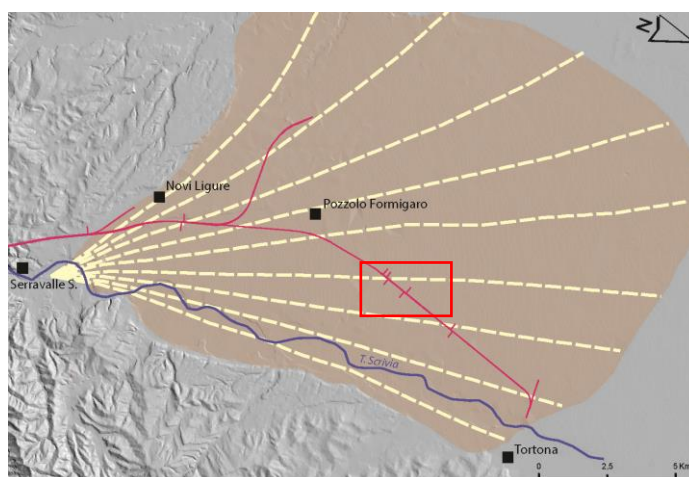 N
Novi Ligure
Pozzolo Formigaro
Serravalle S.
T. Scrivia
Tortona
0 2.5 5 Km